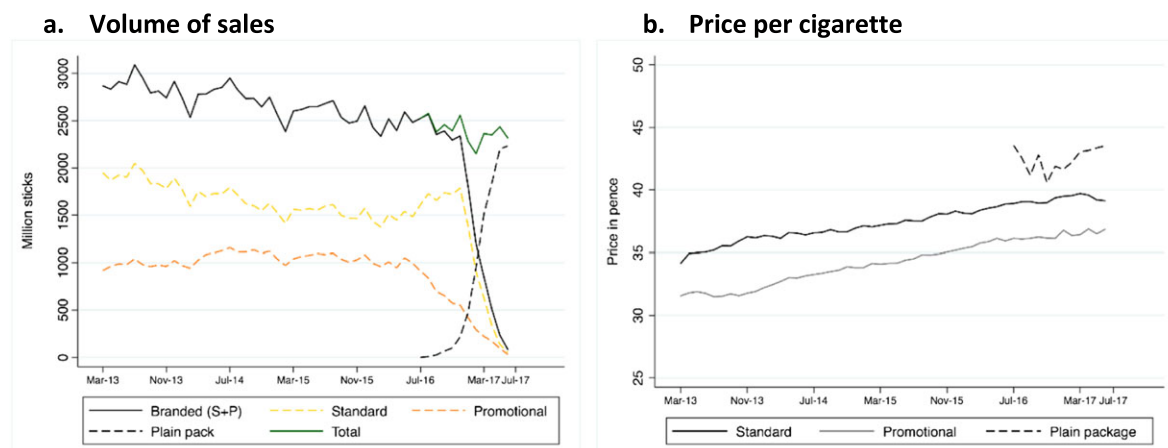 a. Volume of sales
Million sticks
3000
2500
2000
1500
1000
500
0
Mar-13 Nov-13 Jul-14 Mar-15 Nov-15 Jul-16 Mar-17 Jul-17
Branded (S+P) Standard Promotional
Plain pack Total
b. Price per cigarette
Price in pence
50
45
40
35
30
25
Mar-13 Nov-13 Jul-14 Mar-15 Nov-15 Jul-16 Mar-17 Jul-17
Standard Promotional Plain package